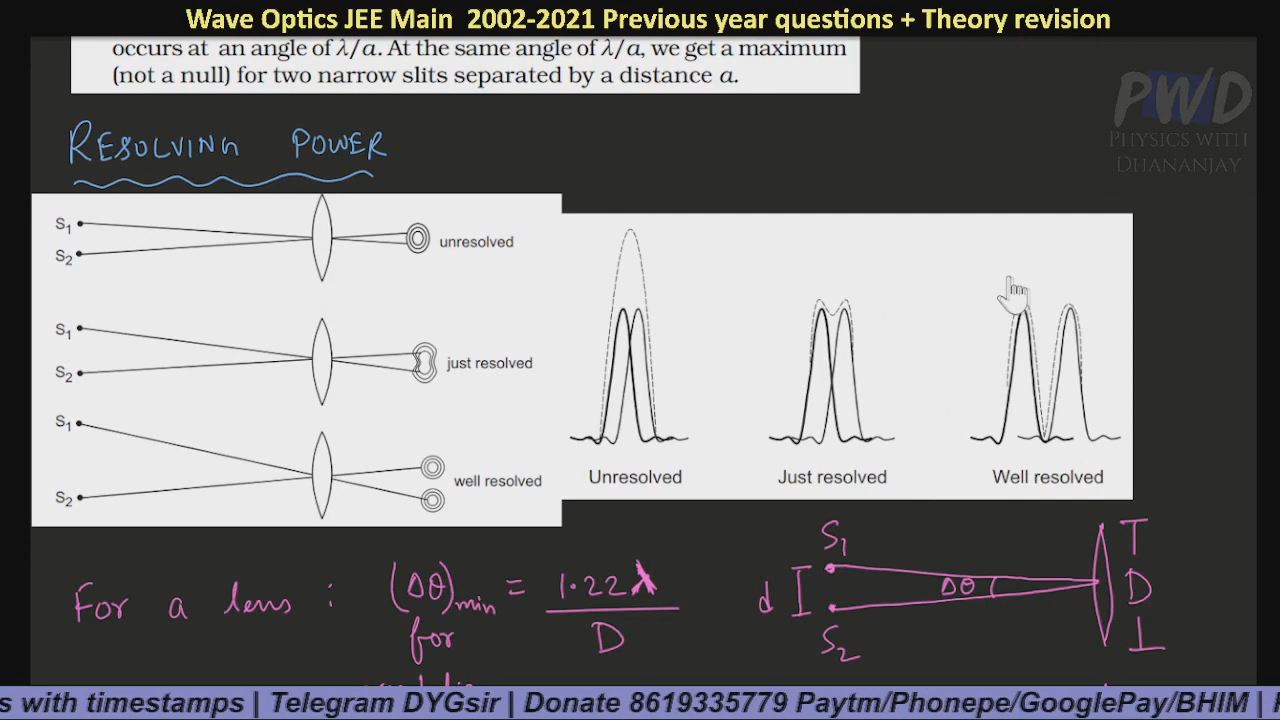 Wave Optics JEE Main 2002-2021 Previous year questions + Theory revision
occurs at an angle of λ/a. At the same angle of λ/a, we get a maximum
(not a null) for two narrow slits separated by a distance a.
PWD
PHYSICS WITH
DHANANJAY
RESOLVING POWER
S₁
S₂
unresolved
S₁
S₂
just resolved
S₁
S₂
well resolved
Unresolved
Just resolved
Well resolved
For a lens : (Δθ)min = 1.22λ / D
for
S₁
d
S₂
Δθ
D
s with timestamps | Telegram DYGsir | Donate 8619335779 Paytm/Phonepe/GooglePay/BHIM |